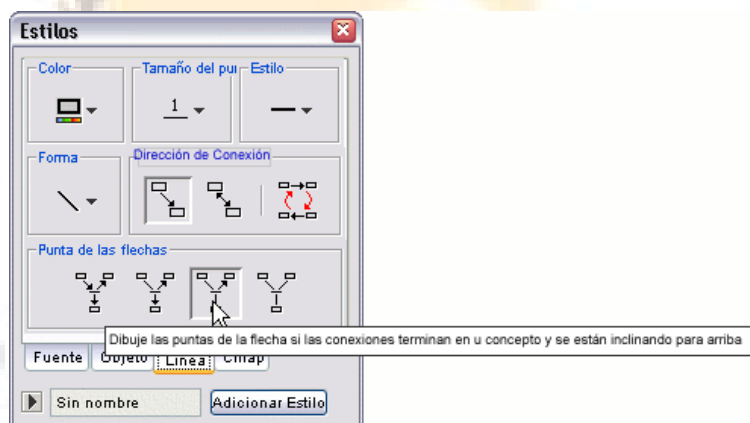 Estilos
Color
Tamaño del pu
Estilo
1
Forma
Dirección de Conexión
Punta de las flechas
Dibuje las puntas de la flecha si las conexiones terminan en u concepto y se están inclinando para arriba
Fuente Objeto Línea Cmap
Sin nombre
Adicionar Estilo